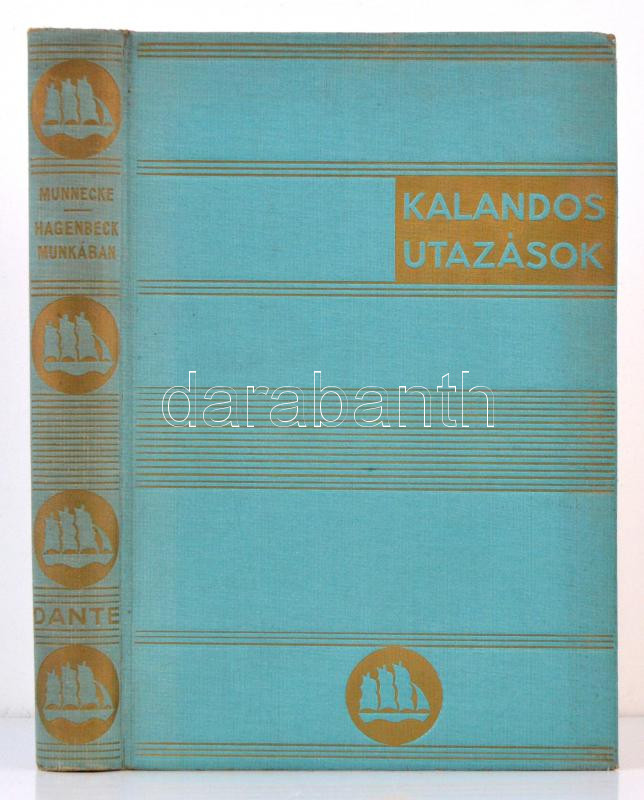 MUNNECKE
HAGENBECK
MUNKÁBAN
DANTE
KALANDOS
UTAZÁSOK
darabanth